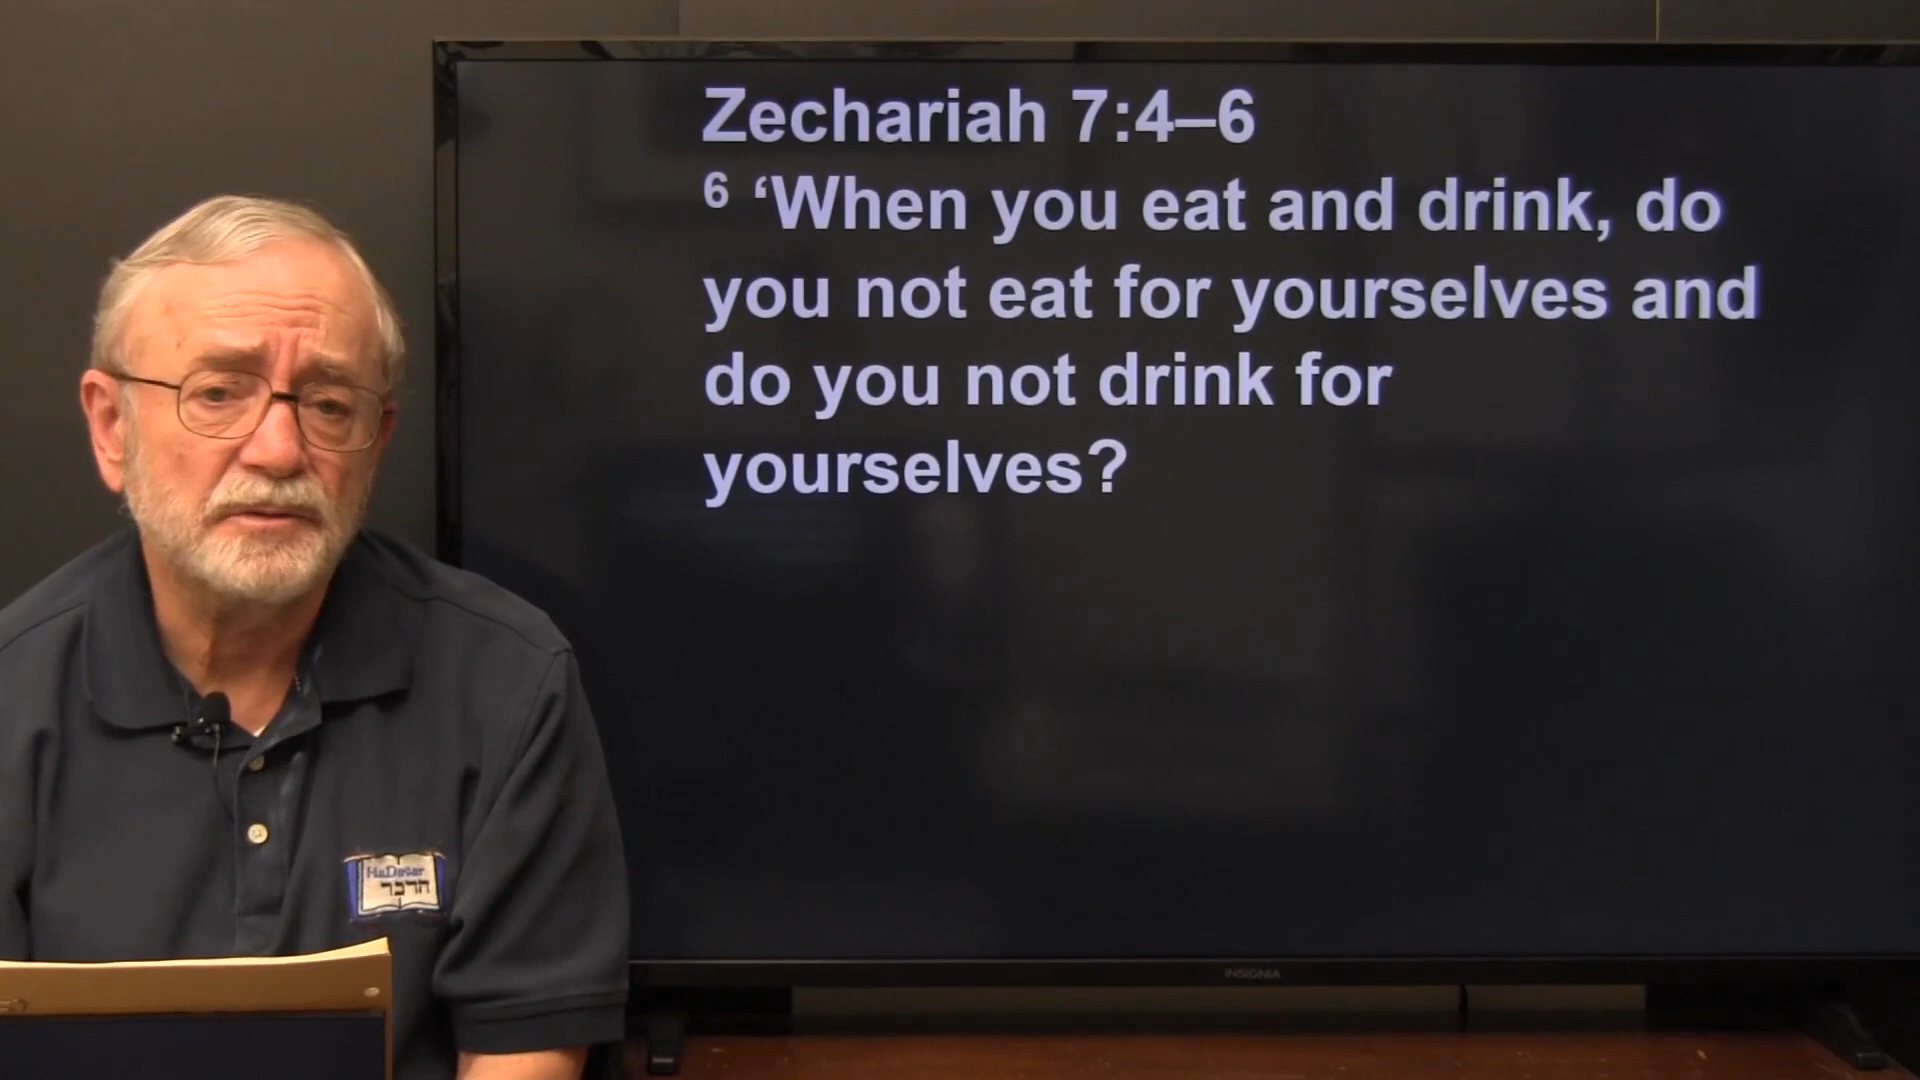 Zechariah 7:4–6
6 ‘When you eat and drink, do
you not eat for yourselves and
do you not drink for
yourselves?
HaDavar
הדבר
INSIGNIA